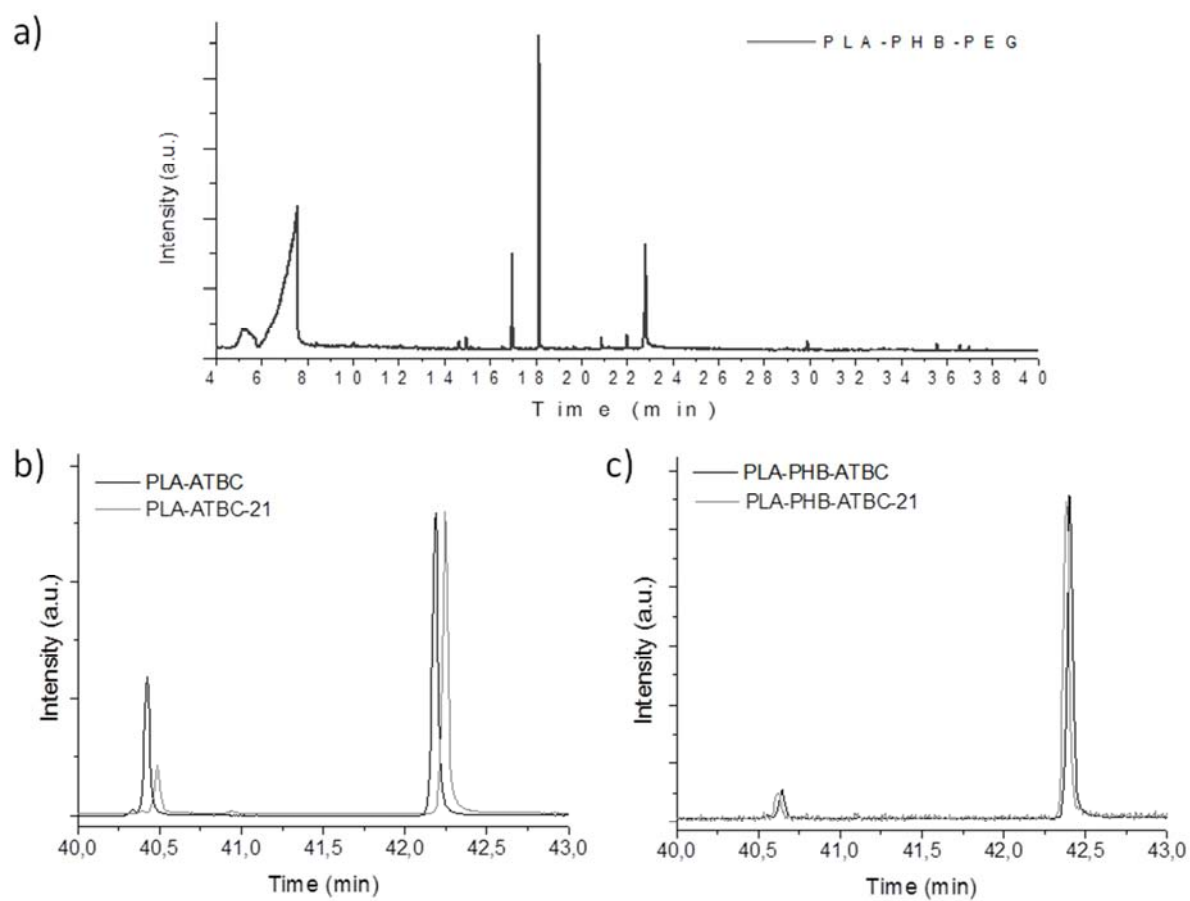 a)
PLA-PHB-PEG
Intensity (a.u.)
4 6 8 10 12 14 16 18 20 22 24 26 28 30 32 34 36 38 40
Time (min)
b)
PLA-ATBC
PLA-ATBC-21
Intensity (a.u.)
40,0 40,5 41,0 41,5 42,0 42,5 43,0
Time (min)
c)
PLA-PHB-ATBC
PLA-PHB-ATBC-21
Intensity (a.u.)
40,0 40,5 41,0 41,5 42,0 42,5 43,0
Time (min)